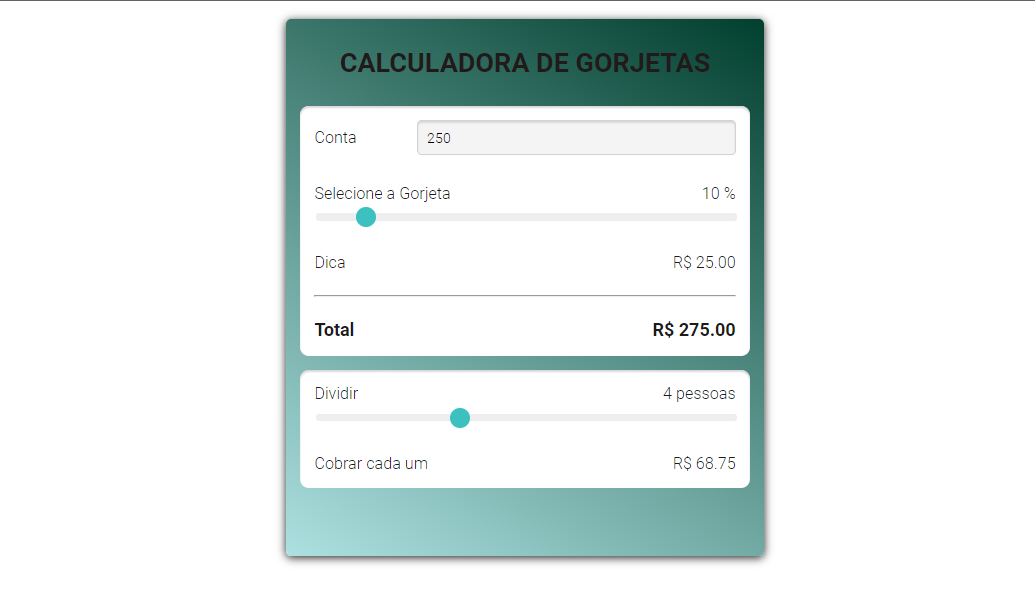 CALCULADORA DE GORJETAS
Conta 250
Selecione a Gorjeta 10 %
Dica R$ 25.00
Total R$ 275.00
Dividir 4 pessoas
Cobrar cada um R$ 68.75